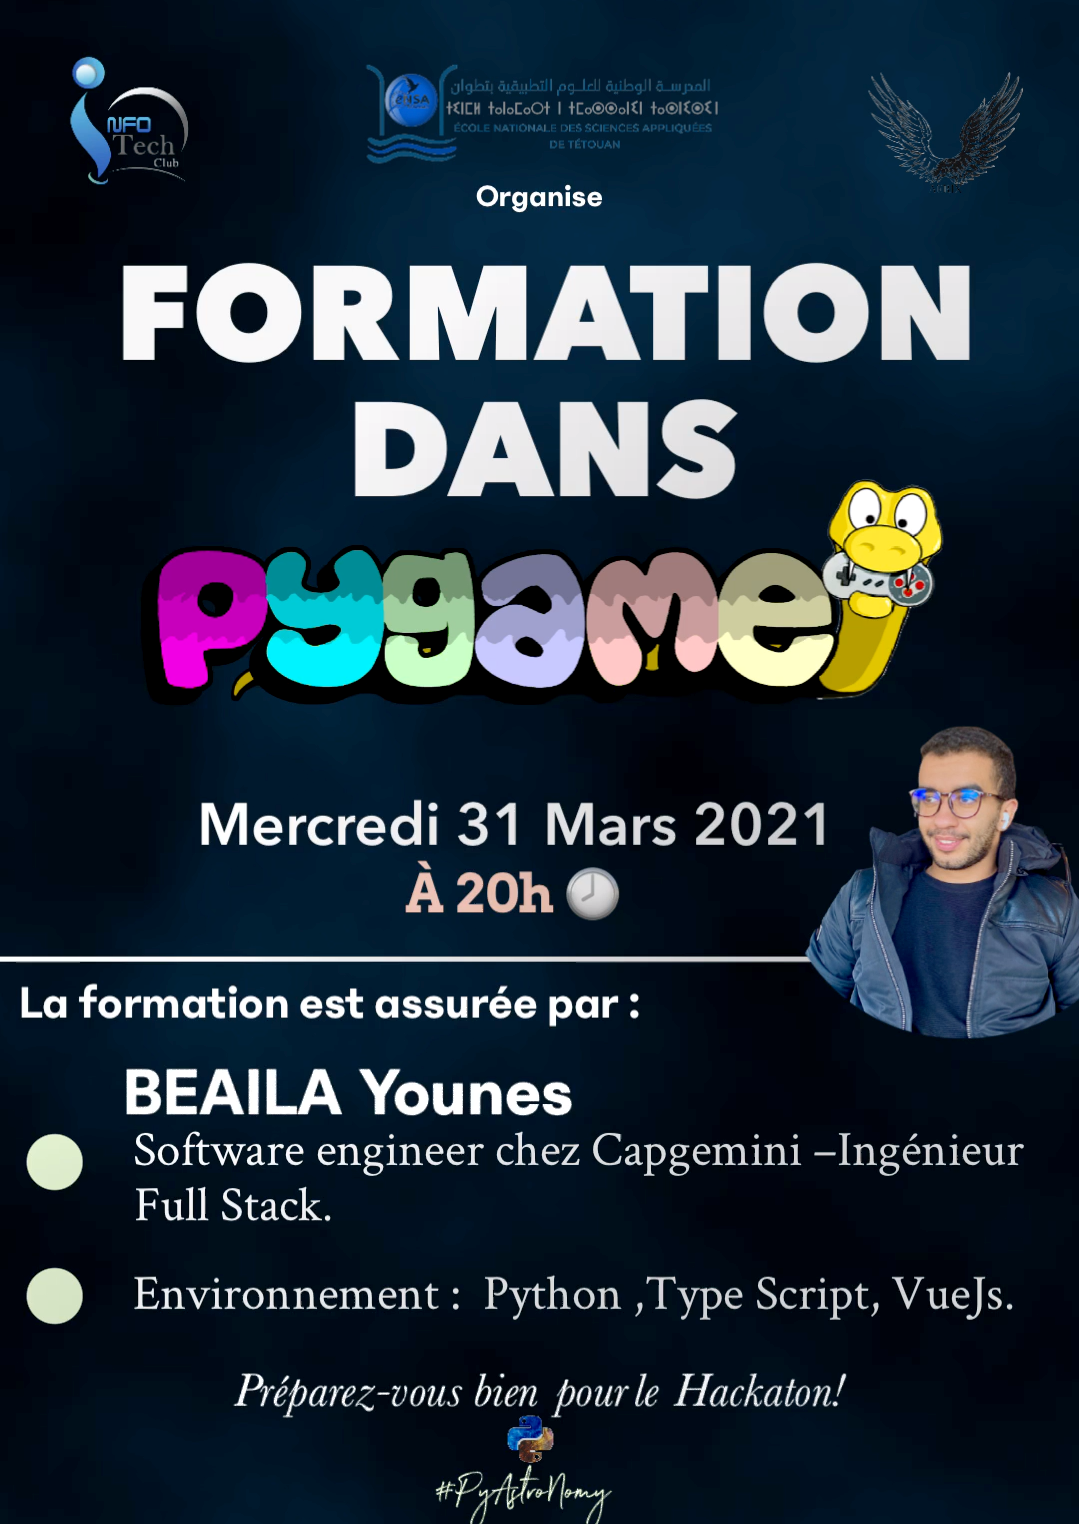 iNFO
Tech
Club
ENSA
المدرسة الوطنية للعلوم التطبيقية بتطوان
ÉCOLE NATIONALE DES SCIENCES APPLIQUÉES
DE TÉTOUAN
Organise
FORMATION
DANS
pygame
Mercredi 31 Mars 2021
À 20h
La formation est assurée par :
BEAILA Younes
Software engineer chez Capgemini –Ingénieur
Full Stack.
Environnement : Python ,Type Script, VueJs.
Préparez-vous bien pour le Hackaton!
#PyAstroNomy